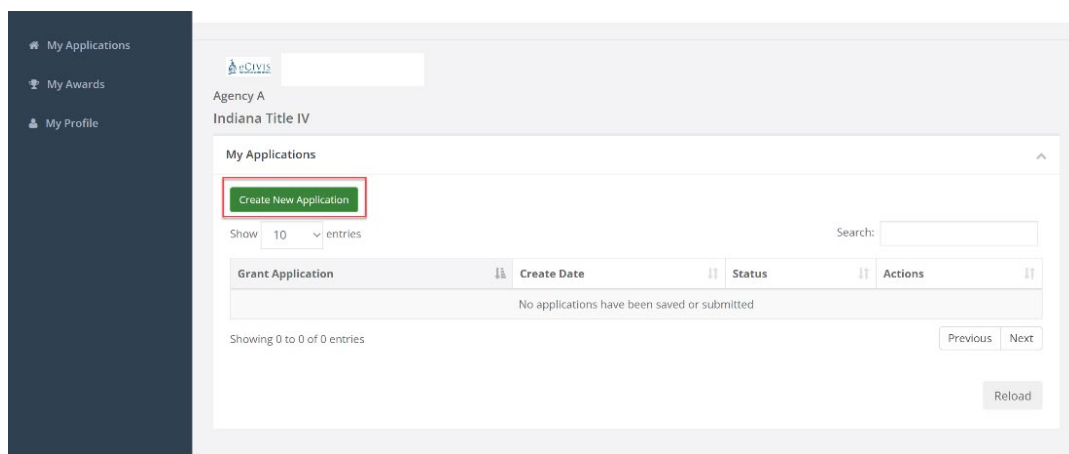 My Applications
My Awards
My Profile
eCIVIS
Agency A
Indiana Title IV
My Applications
Create New Application
Show 10 entries
Search:
Grant Application Create Date Status Actions
No applications have been saved or submitted
Showing 0 to 0 of 0 entries
Previous Next
Reload